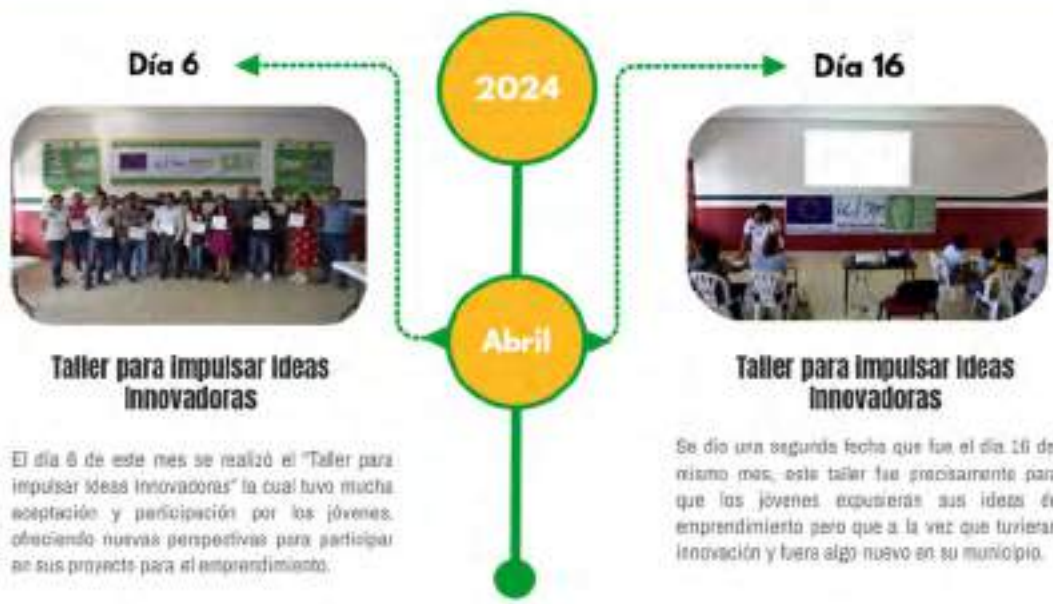 2024
Día 6
Día 16
Abril
Taller para Impulsar Ideas
Innovadoras
El día 6 de este mes se realizó el "Taller para
impulsar Ideas Innovadoras" la cual tuvo mucha
aceptación y participación por los jóvenes,
ofreciendo nuevas perspectivas para participar
en sus proyecto para el emprendimiento.
Taller para Impulsar Ideas
Innovadoras
Se dio una segunda fecha que fue el día 16 de
mismo mes, este taller fue precisamente para
que los jóvenes expusieran sus ideas de
emprendimiento pero que a la vez que tuvieran
innovación y fuera algo nuevo en su municipio.